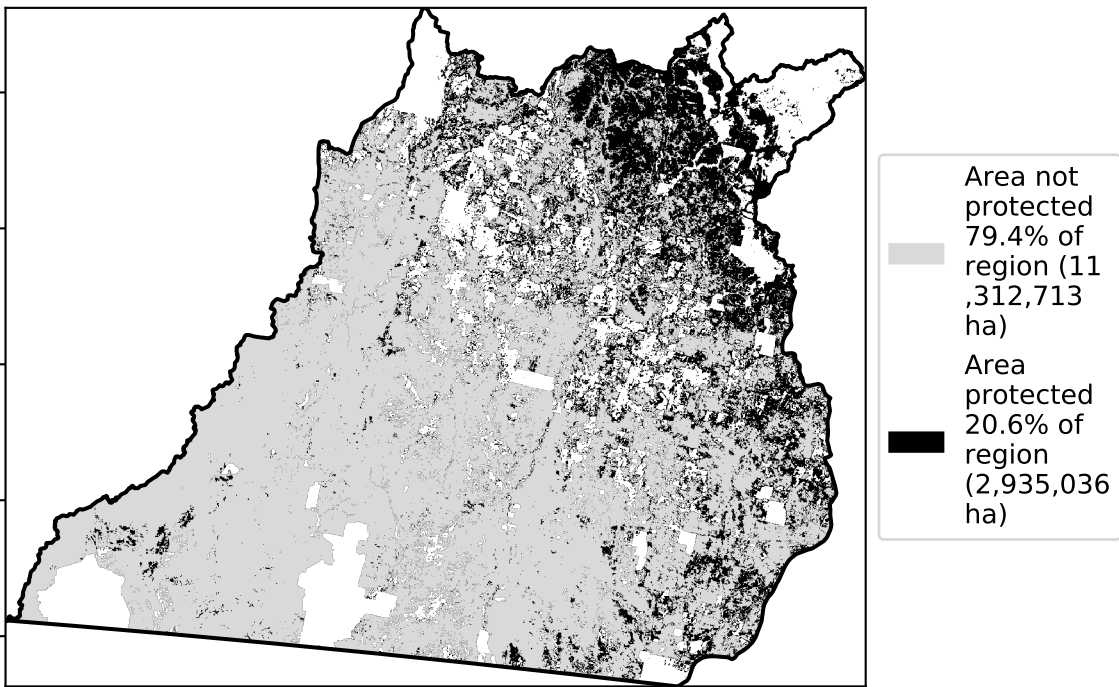 Area not
protected
79.4% of
region (11
,312,713
ha)
Area
protected
20.6% of
region
(2,935,036
ha)